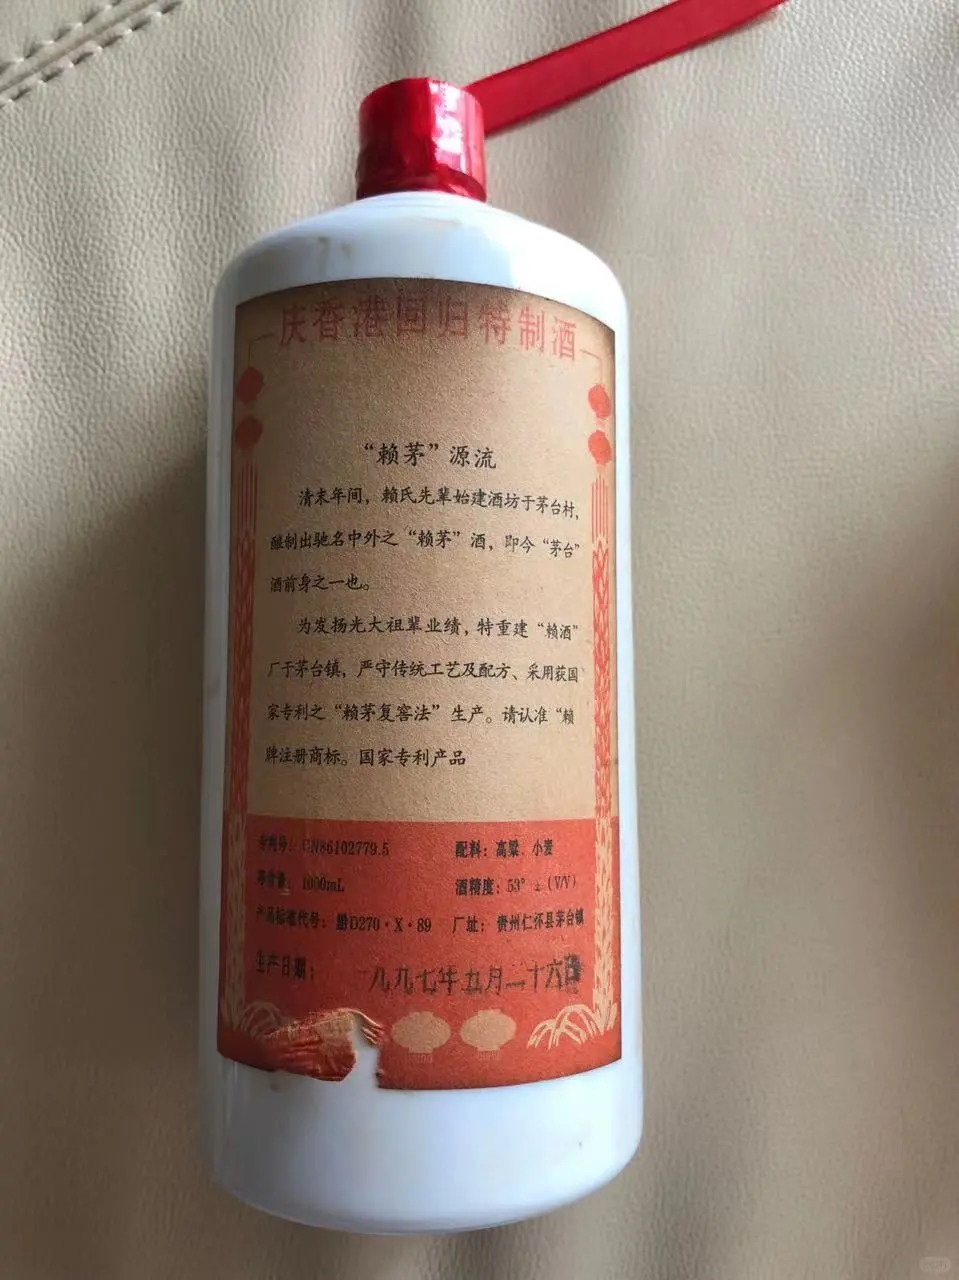 庆香港回归特制酒
“赖茅”源流
清末年间，赖氏先辈始建酒坊于茅台村，
酿制出驰名中外之“赖茅”酒，即今“茅台”
酒前身之一也。
为发扬光大祖辈业绩，特重建“赖酒”
厂于茅台镇，严守传统工艺及配方、采用获国
家专利之“赖茅复窖法”生产。请认准“赖
牌注册商标。国家专利产品
专利号：CN86102779.5 配料：高粱、小麦
净含量：1000mL 酒精度：53°±(V/V)
产品标准代号：黔D270·X·89 厂址：贵州仁怀县茅台镇
生产日期：一九九七年五月二十六日